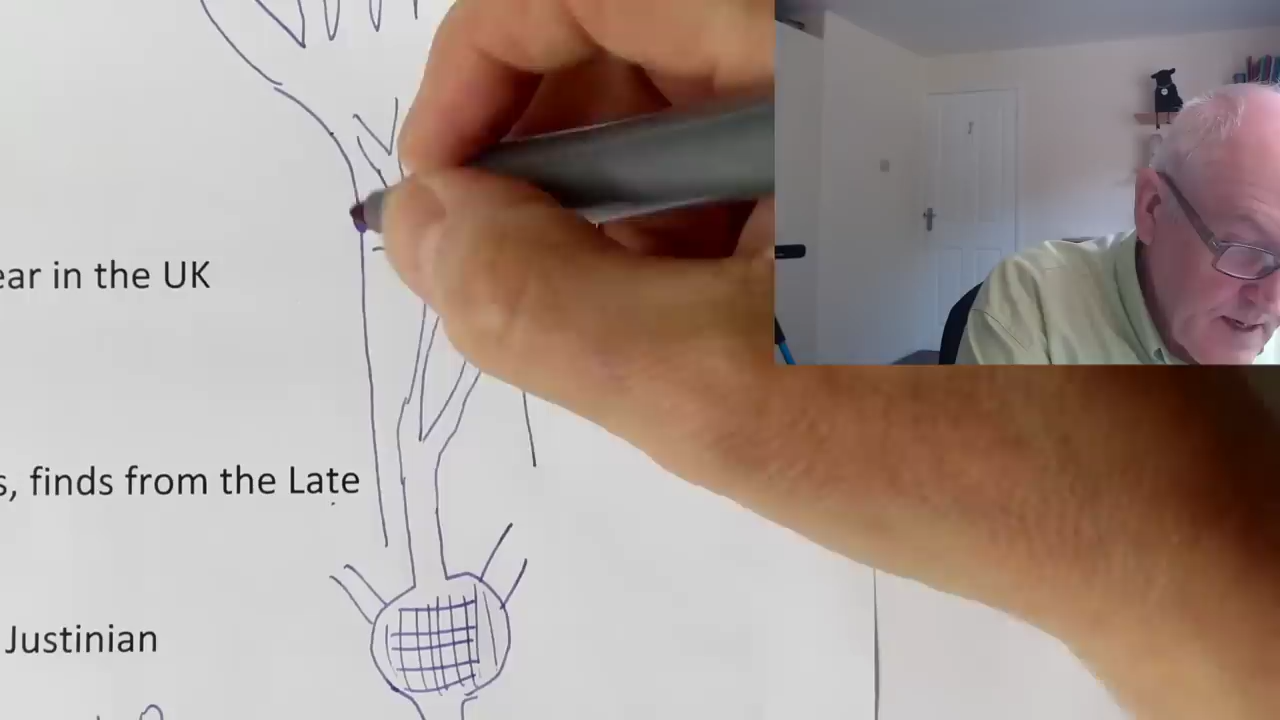 ear in the UK
s, finds from the Late
Justinian